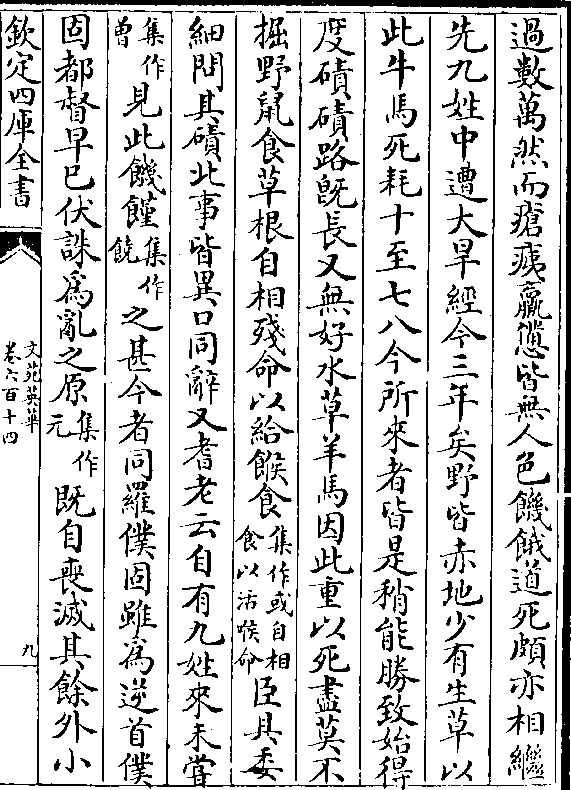 過數萬然而瘡痍羸憊皆無人色饑餓道死頗亦相繼
先九姓中遭大旱經今三年矣野皆赤地少有生草以
此牛馬死耗十至七八今所來者皆是稍能勝致始得
度磧磧路既長又無好水草羊馬因此重以死盡莫不
掘野鼠食草根自相殘命以給餱食集作或自相食以活喉命臣具委
細問其磧北事皆異口同辭又耆老云自有九姓來未嘗
集作曾見此饑饉集作饒之甚今者同羅僕固雖為逆首僕
固都督早已伏誅為亂之原集作元既自喪滅其餘外小
欽定四庫全書
文苑英華
卷六百十四
九